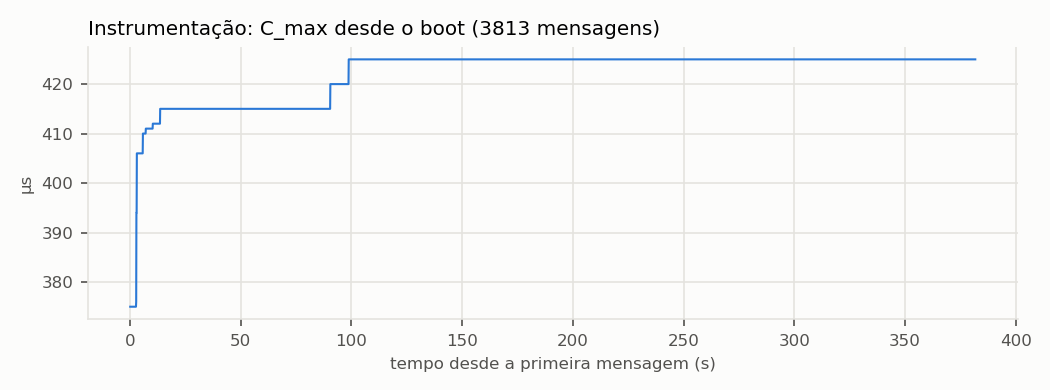 Instrumentação: C_max desde o boot (3813 mensagens)
420
410
400
390
380
µs
0 50 100 150 200 250 300 350 400
tempo desde a primeira mensagem (s)